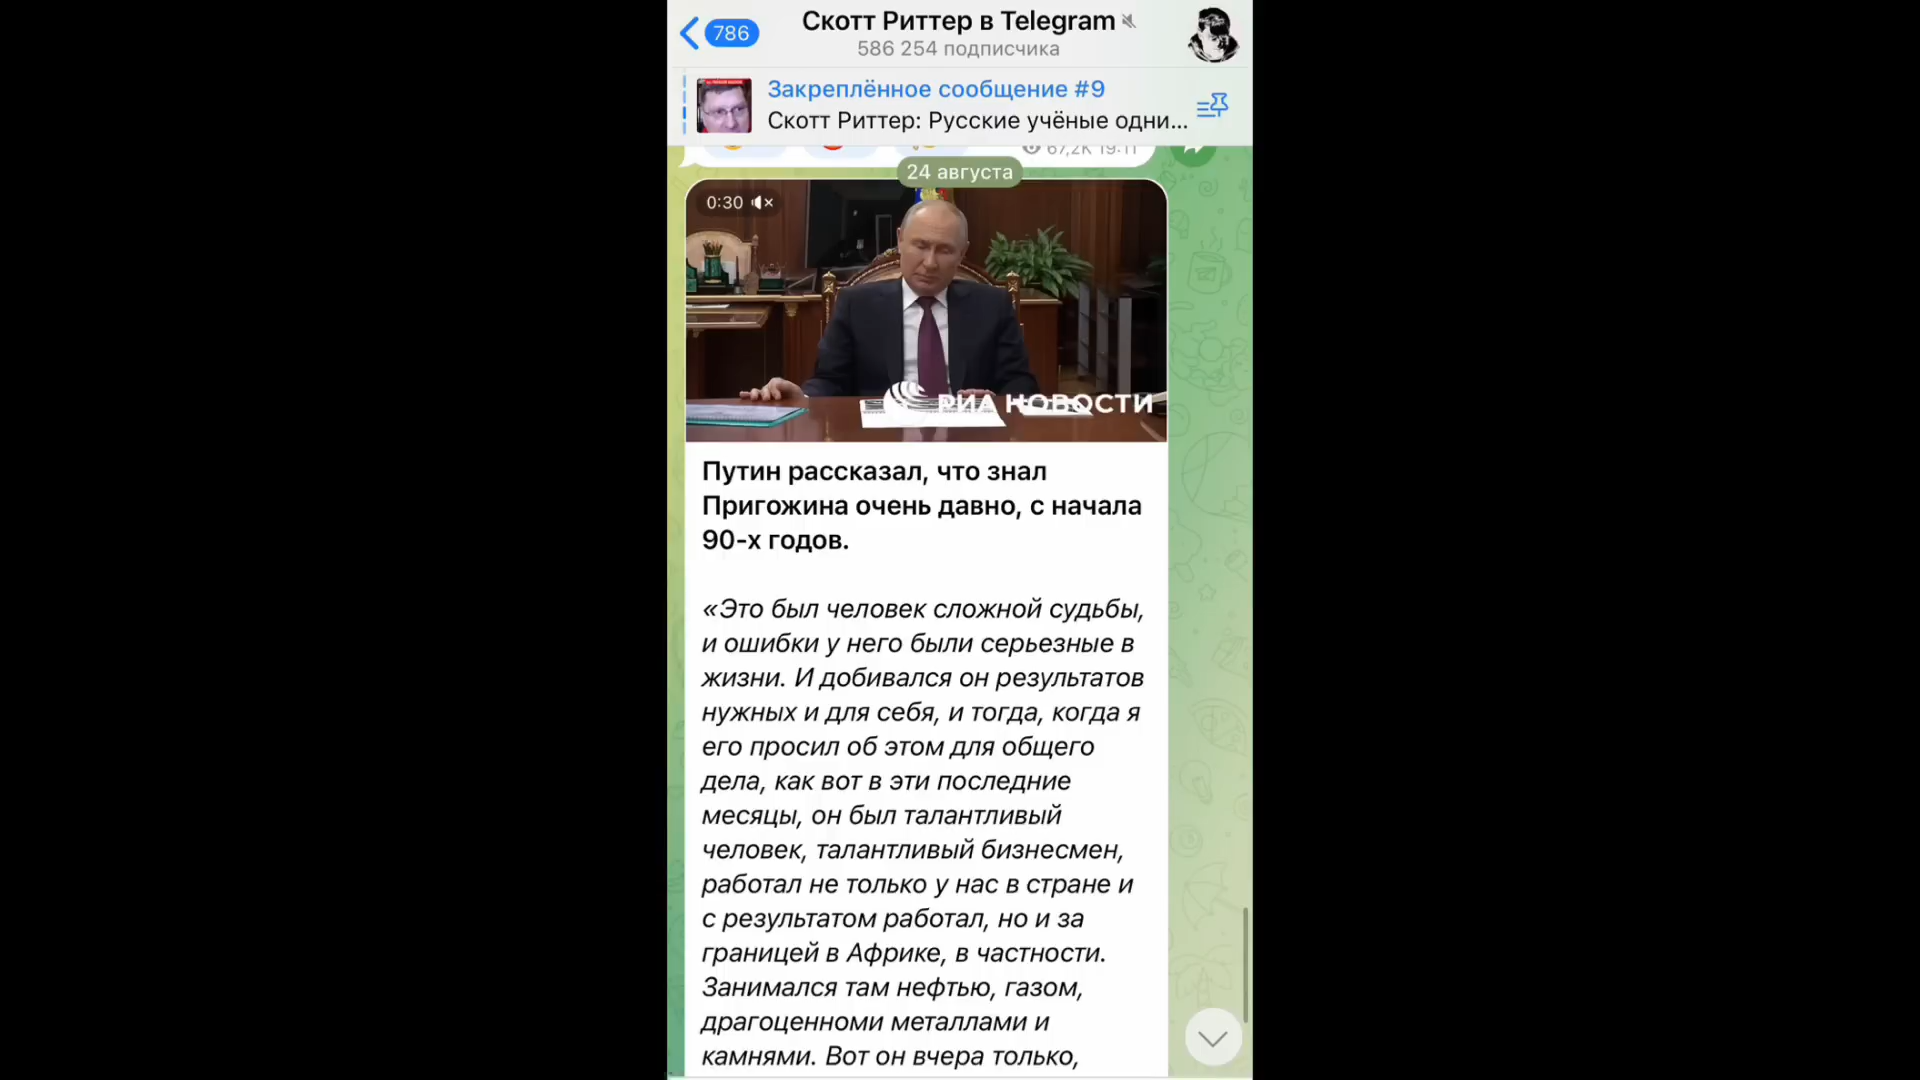 786
Скотт Риттер в Telegram
586 254 подписчика
Закреплённое сообщение #9
Скотт Риттер: Русские учёные одни...
67,2K 19:11
24 августа
0:30
РИА НОВОСТИ
Путин рассказал, что знал
Пригожина очень давно, с начала
90-х годов.
«Это был человек сложной судьбы,
и ошибки у него были серьезные в
жизни. И добивался он результатов
нужных и для себя, и тогда, когда я
его просил об этом для общего
дела, как вот в эти последние
месяцы, он был талантливый
человек, талантливый бизнесмен,
работал не только у нас в стране и
с результатом работал, но и за
границей в Африке, в частности.
Занимался там нефтью, газом,
драгоценноми металлами и
камнями. Вот он вчера только,